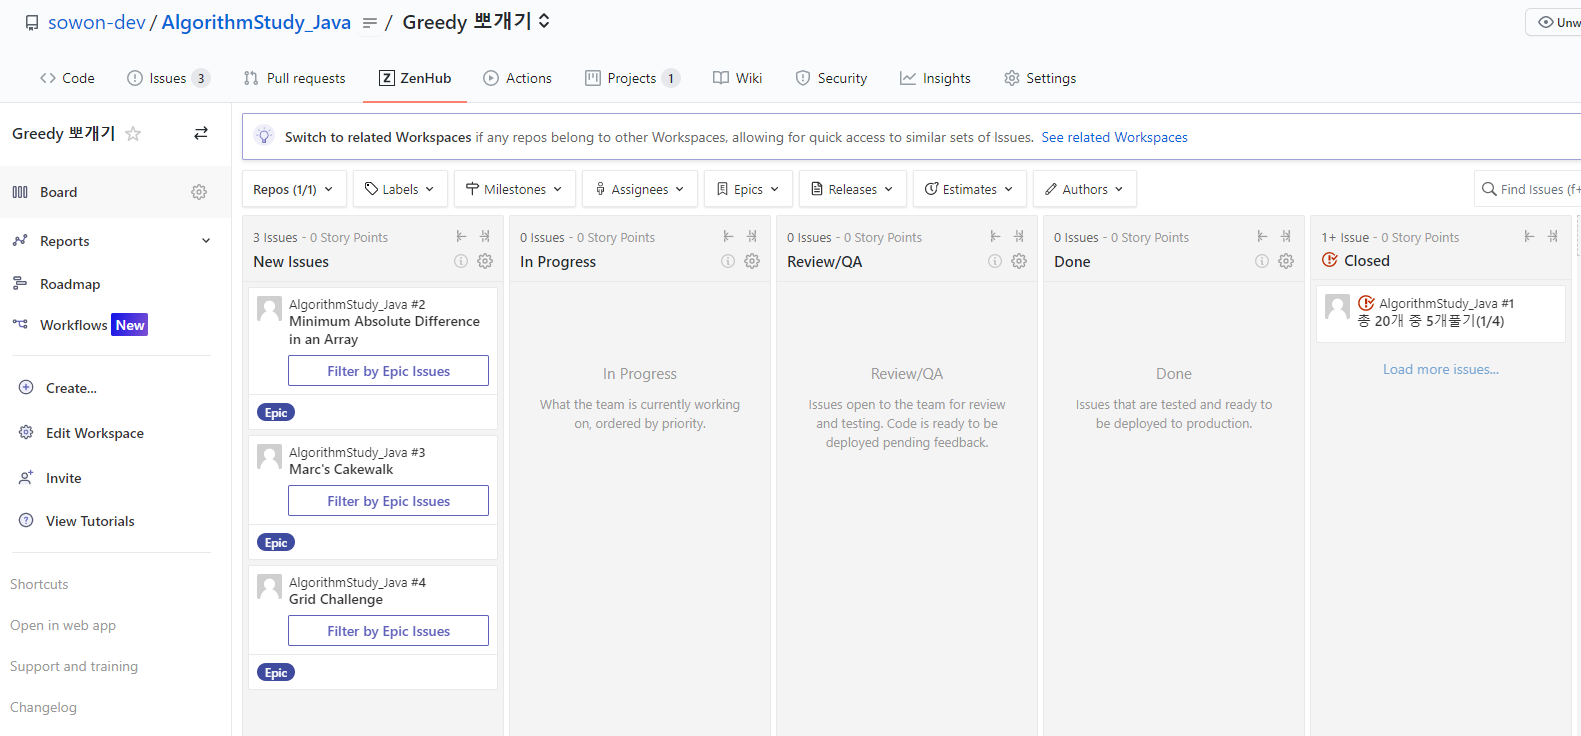 sowon-dev / AlgorithmStudy_Java / Greedy 뽀개기
Unw
Code
Issues 3
Pull requests
ZenHub
Actions
Projects 1
Wiki
Security
Insights
Settings
Greedy 뽀개기
Board
Reports
Roadmap
Workflows New
Create...
Edit Workspace
Invite
View Tutorials
Shortcuts
Open in web app
Support and training
Changelog
Switch to related Workspaces if any repos belong to other Workspaces, allowing for quick access to similar sets of Issues. See related Workspaces
Repos (1/1)
Labels
Milestones
Assignees
Epics
Releases
Estimates
Authors
Find Issues (f+
3 Issues - 0 Story Points
New Issues
AlgorithmStudy_Java #2
Minimum Absolute Difference
in an Array
Filter by Epic Issues
Epic
AlgorithmStudy_Java #3
Marc's Cakewalk
Filter by Epic Issues
Epic
AlgorithmStudy_Java #4
Grid Challenge
Filter by Epic Issues
Epic
0 Issues - 0 Story Points
In Progress
In Progress
What the team is currently working
on, ordered by priority.
0 Issues - 0 Story Points
Review/QA
Review/QA
Issues open to the team for review
and testing. Code is ready to be
deployed pending feedback.
0 Issues - 0 Story Points
Done
Done
Issues that are tested and ready to
be deployed to production.
1+ Issue - 0 Story Points
Closed
AlgorithmStudy_Java #1
총 20개 중 5개풀기(1/4)
Load more issues...